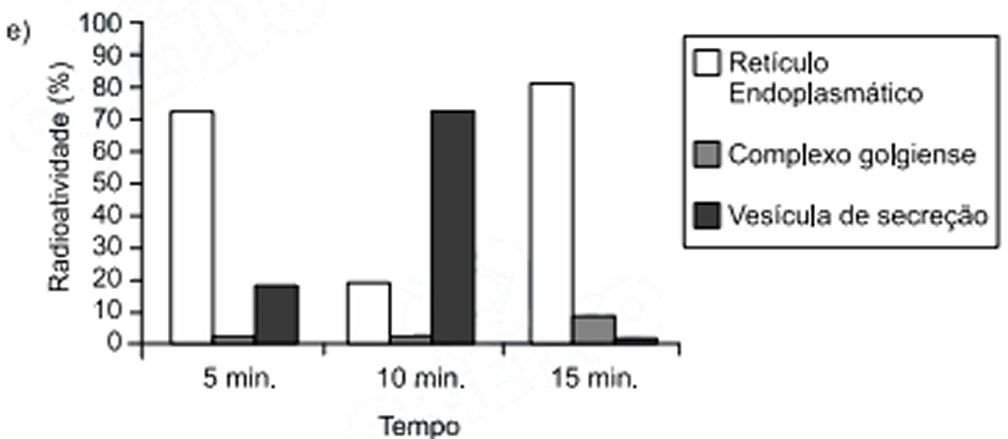 e)
Radioatividade (%)
100
90
80
70
60
50
40
30
20
10
0
5 min.
10 min.
15 min.
Tempo
Retículo
Endoplasmático
Complexo golgiense
Vesícula de secreção